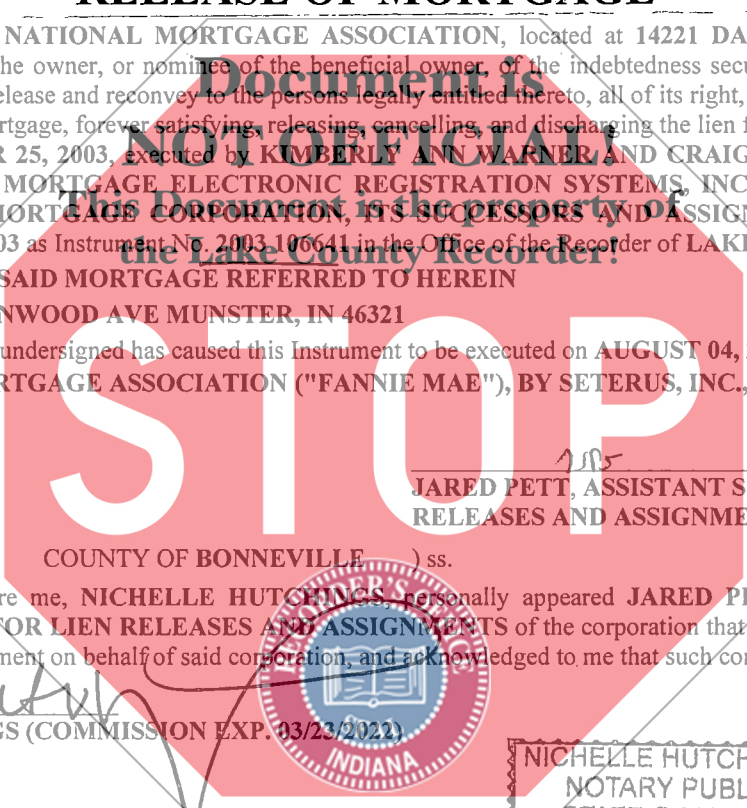 RELEASE OF MORTGAGE
NATIONAL MORTGAGE ASSOCIATION, located at 14221 DA
he owner, or nominee of the beneficial owner, of the indebtedness secu
elease and reconvey to the persons legally entitled thereto, all of its right,
rtgage, forever satisfying, releasing, cancelling, and discharging the lien f
R 25, 2003, executed by KIMBERLY ANN WARNER AND CRAIG
MORTGAGE ELECTRONIC REGISTRATION SYSTEMS, INC
MORTGAGE CORPORATION, ITS SUCCESSORS AND ASSIGN
03 as Instrument No. 2003 106641 in the Office of the Recorder of LAKE
SAID MORTGAGE REFERRED TO HEREIN
NWOOD AVE MUNSTER, IN 46321
undersigned has caused this Instrument to be executed on AUGUST 04,
RTGAGE ASSOCIATION ("FANNIE MAE"), BY SETERUS, INC.,
JARED PETT, ASSISTANT S
RELEASES AND ASSIGNME
COUNTY OF BONNEVILLE ) ss.
re me, NICHELLE HUTCHINGS, personally appeared JARED PE
FOR LIEN RELEASES AND ASSIGNMENTS of the corporation that
ment on behalf of said corporation, and acknowledged to me that such cor
GS (COMMISSION EXP. 03/23/2022)
NICHELLE HUTCH
NOTARY PUBL
Document is
NOT OFFICIAL!
This Document is the property of
the Lake County Recorder!
STOP
INDIANA